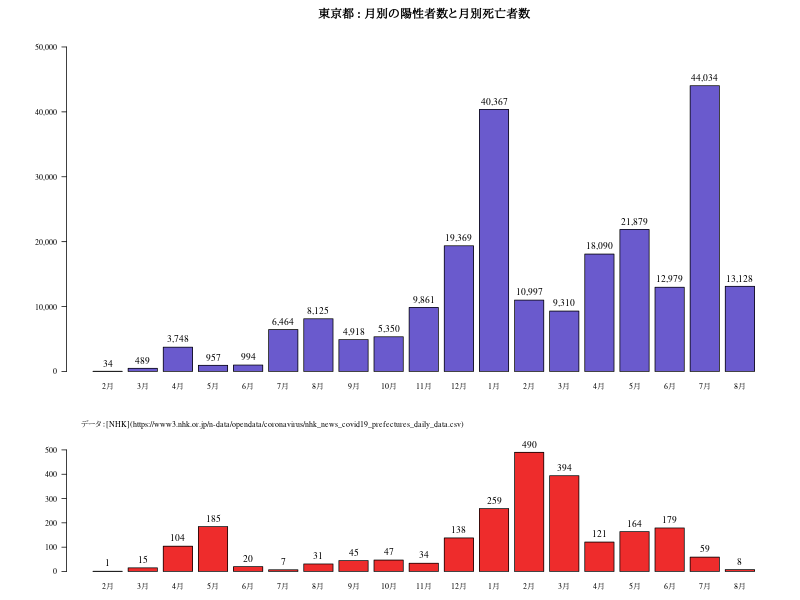 東京都：月別の陽性者数と月別死亡者数
50,000
40,000
30,000
20,000
10,000
0
34 489 3,748 957 994 6,464 8,125 4,918 5,350 9,861 19,369 40,367 10,997 9,310 18,090 21,879 12,979 44,034 13,128
2月 3月 4月 5月 6月 7月 8月 9月 10月 11月 12月 1月 2月 3月 4月 5月 6月 7月 8月
データ：[NHK](https://www3.nhk.or.jp/n-data/opendata/coronavirus/nhk_news_covid19_prefectures_daily_data.csv)
500
400
300
200
100
0
1 15 104 185 20 7 31 45 47 34 138 259 490 394 121 164 179 59 8
2月 3月 4月 5月 6月 7月 8月 9月 10月 11月 12月 1月 2月 3月 4月 5月 6月 7月 8月